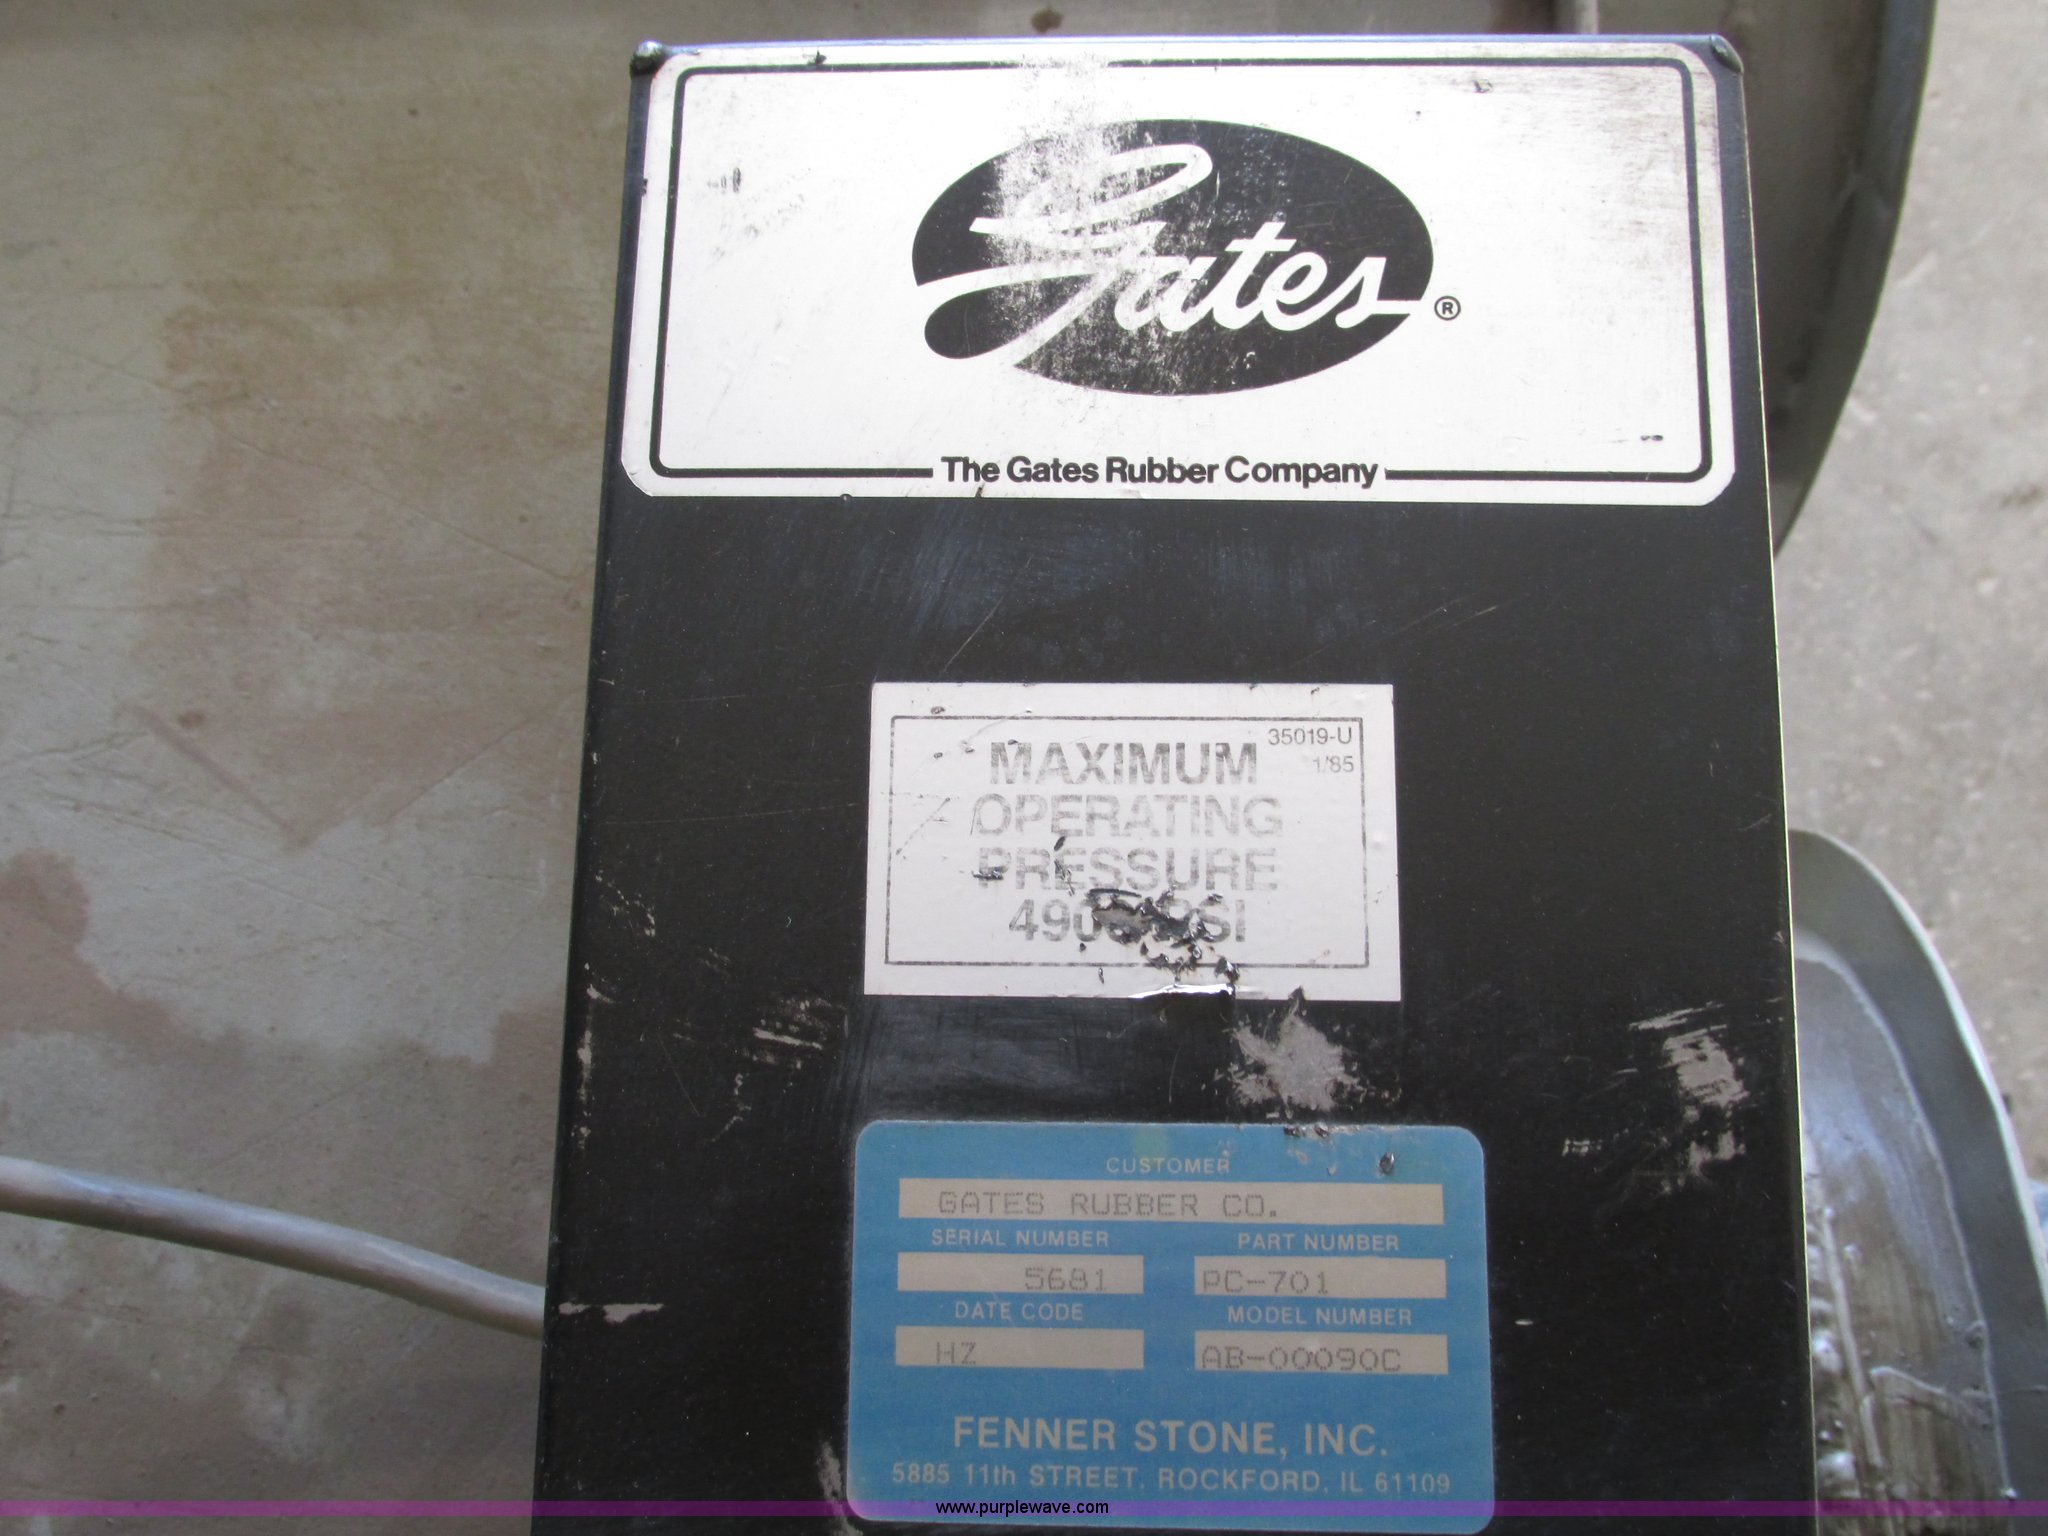 Gates®
The Gates Rubber Company
35019-U
1/85
MAXIMUM
OPERATING
PRESSURE
PSI
CUSTOMER
GATES RUBBER CO.
SERIAL NUMBER PART NUMBER
5681 PC-701
DATE CODE MODEL NUMBER
HZ AB-00090C
FENNER STONE, INC.
5885 11th STREET, ROCKFORD, IL 61109
www.purplewave.com